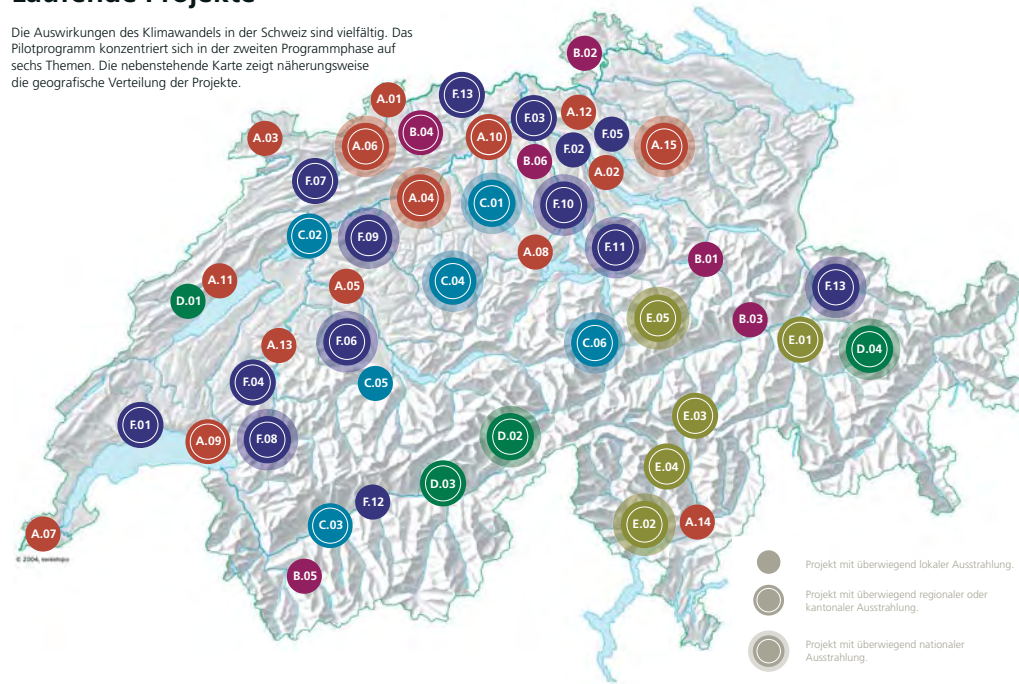 Laufende Projekte
Die Auswirkungen des Klimawandels in der Schweiz sind vielfältig. Das
Pilotprogramm konzentriert sich in der zweiten Programmphase auf
sechs Themen. Die nebenstehende Karte zeigt näherungsweise
die geografische Verteilung der Projekte.
B.02
A.01
F.13
A.03
A.06
B.04
A.10
F.03
A.12
F.05
F.02
A.15
B.06
A.02
F.07
A.04
C.01
F.10
C.02
F.09
F.11
A.08
B.01
A.11
D.01
A.05
C.04
F.13
E.05
B.03
A.13
F.06
C.06
E.01
D.04
F.04
C.05
F.01
A.09
F.08
D.02
E.03
E.04
D.03
F.12
C.03
E.02
A.14
A.07
© 2004, swisstopo
B.05
Projekt mit überwiegend lokaler Ausstrahlung.
Projekt mit überwiegend regionaler oder
kantonaler Ausstrahlung.
Projekt mit überwiegend nationaler
Ausstrahlung.